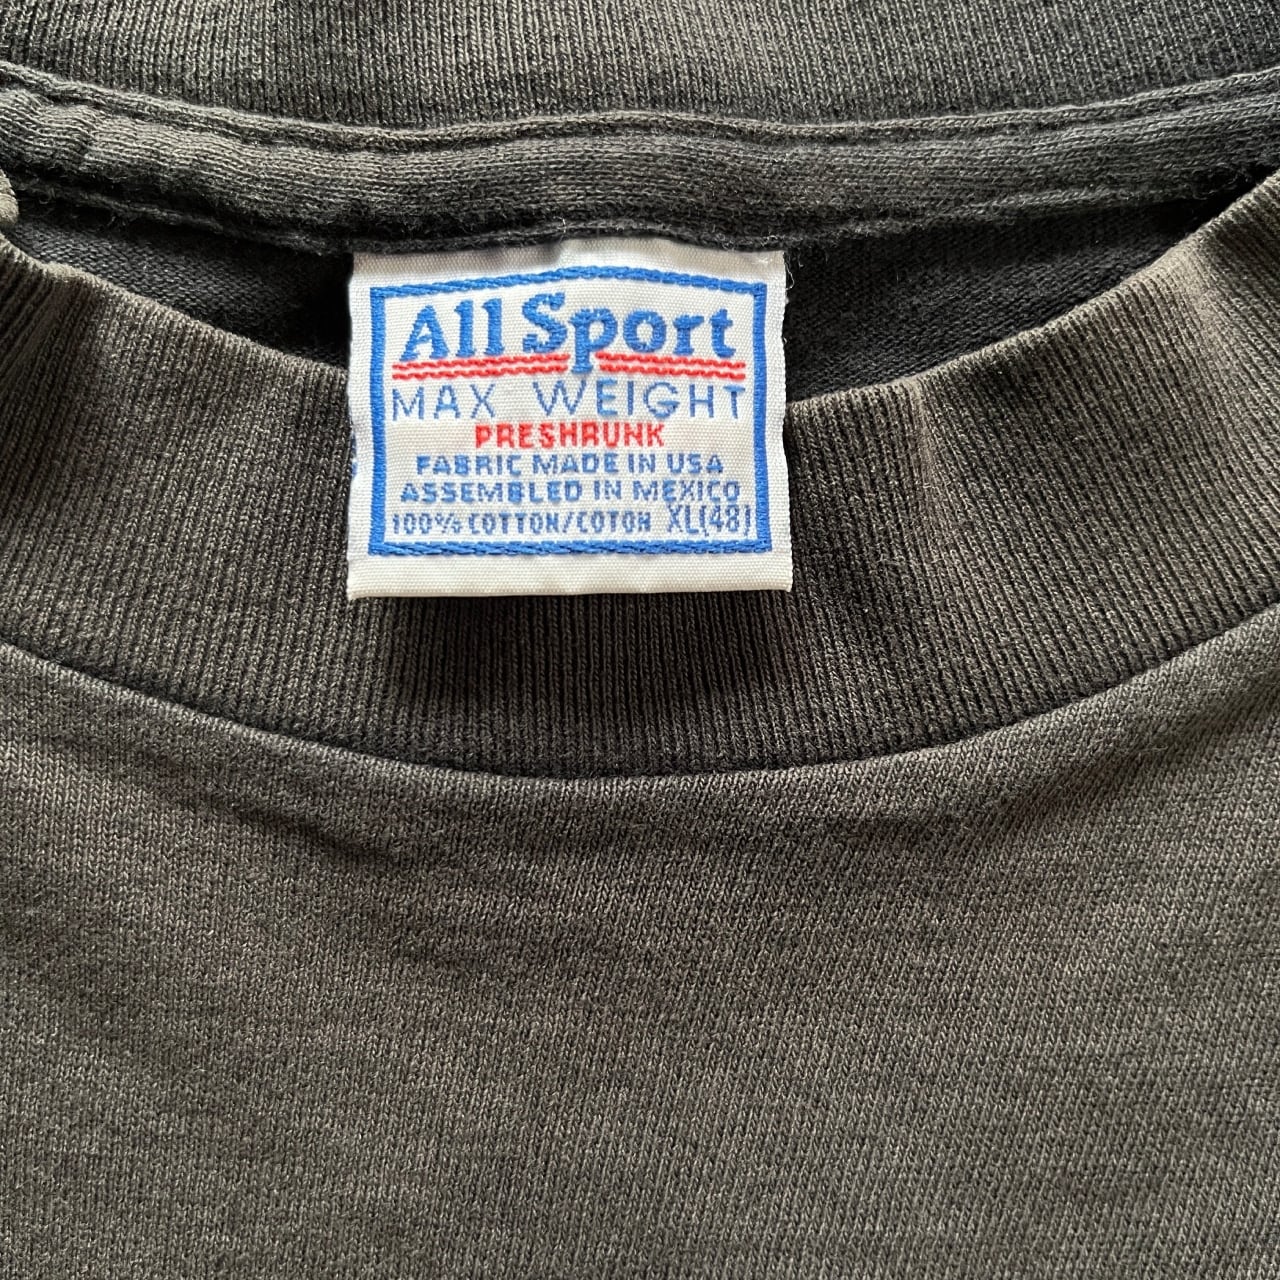 All Sport
MAX WEIGHT
PRESHRUNK
FABRIC MADE IN USA
ASSEMBLED IN MEXICO
100% COTTON/COTON XL(48)